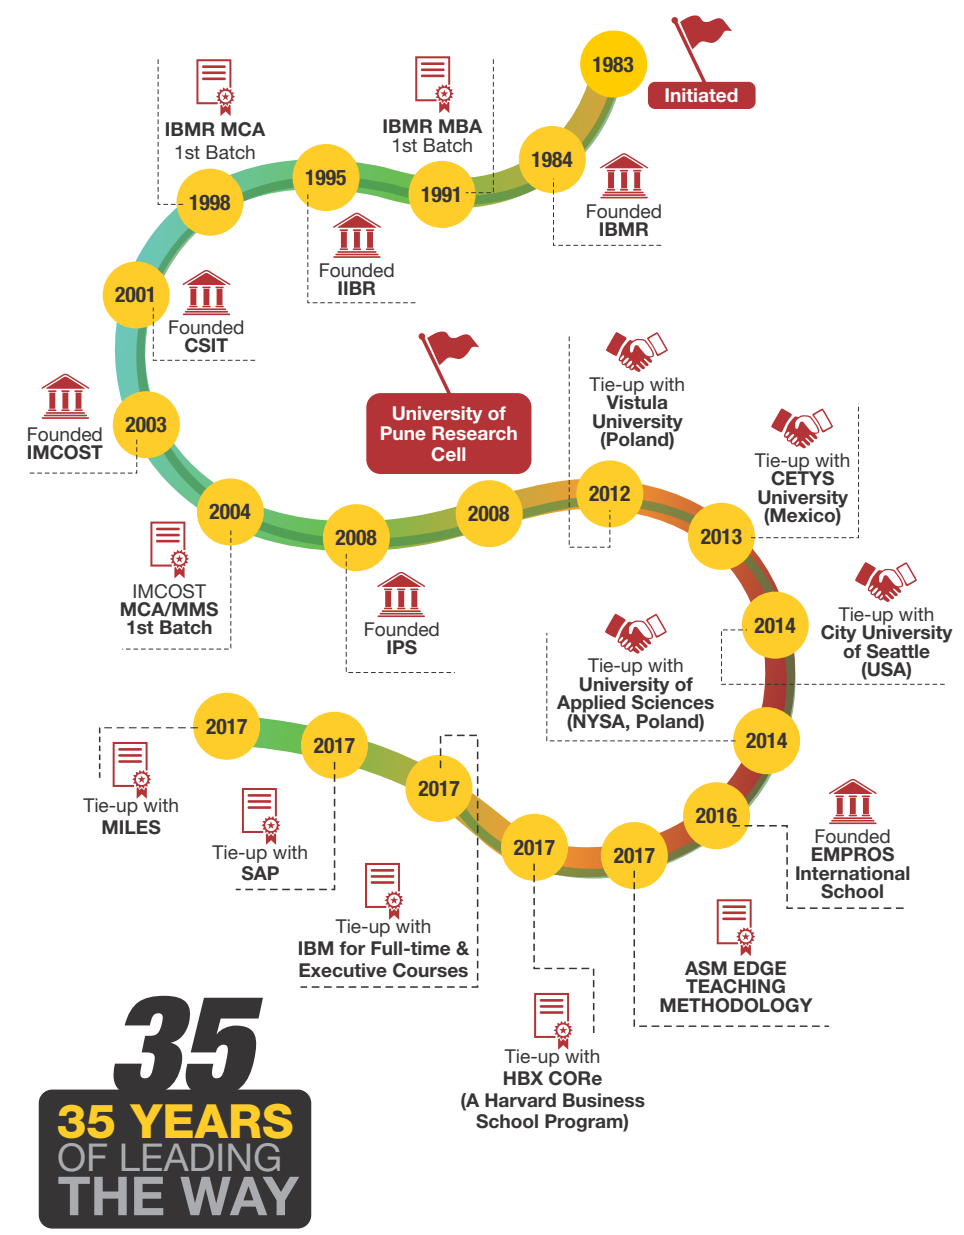 1983
Initiated
1984
Founded
IBMR
IBMR MBA
1st Batch
1991
1995
Founded
IIBR
IBMR MCA
1st Batch
1998
2001
Founded
CSIT
2003
Founded
IMCOST
2004
IMCOST
MCA/MMS
1st Batch
2008
Founded
IPS
University of
Pune Research
Cell
2008
Tie-up with
Vistula
University
(Poland)
2012
Tie-up with
CETYS
University
(Mexico)
2013
2014
Tie-up with
City University
of Seattle
(USA)
Tie-up with
University of
Applied Sciences
(NYSA, Poland)
2014
2016
Founded
EMPROS
International
School
2017
ASM EDGE
TEACHING
METHODOLOGY
2017
Tie-up with
HBX CORe
(A Harvard Business
School Program)
2017
Tie-up with
IBM for Full-time &
Executive Courses
2017
Tie-up with
SAP
2017
Tie-up with
MILES
35
35 YEARS
OF LEADING
THE WAY